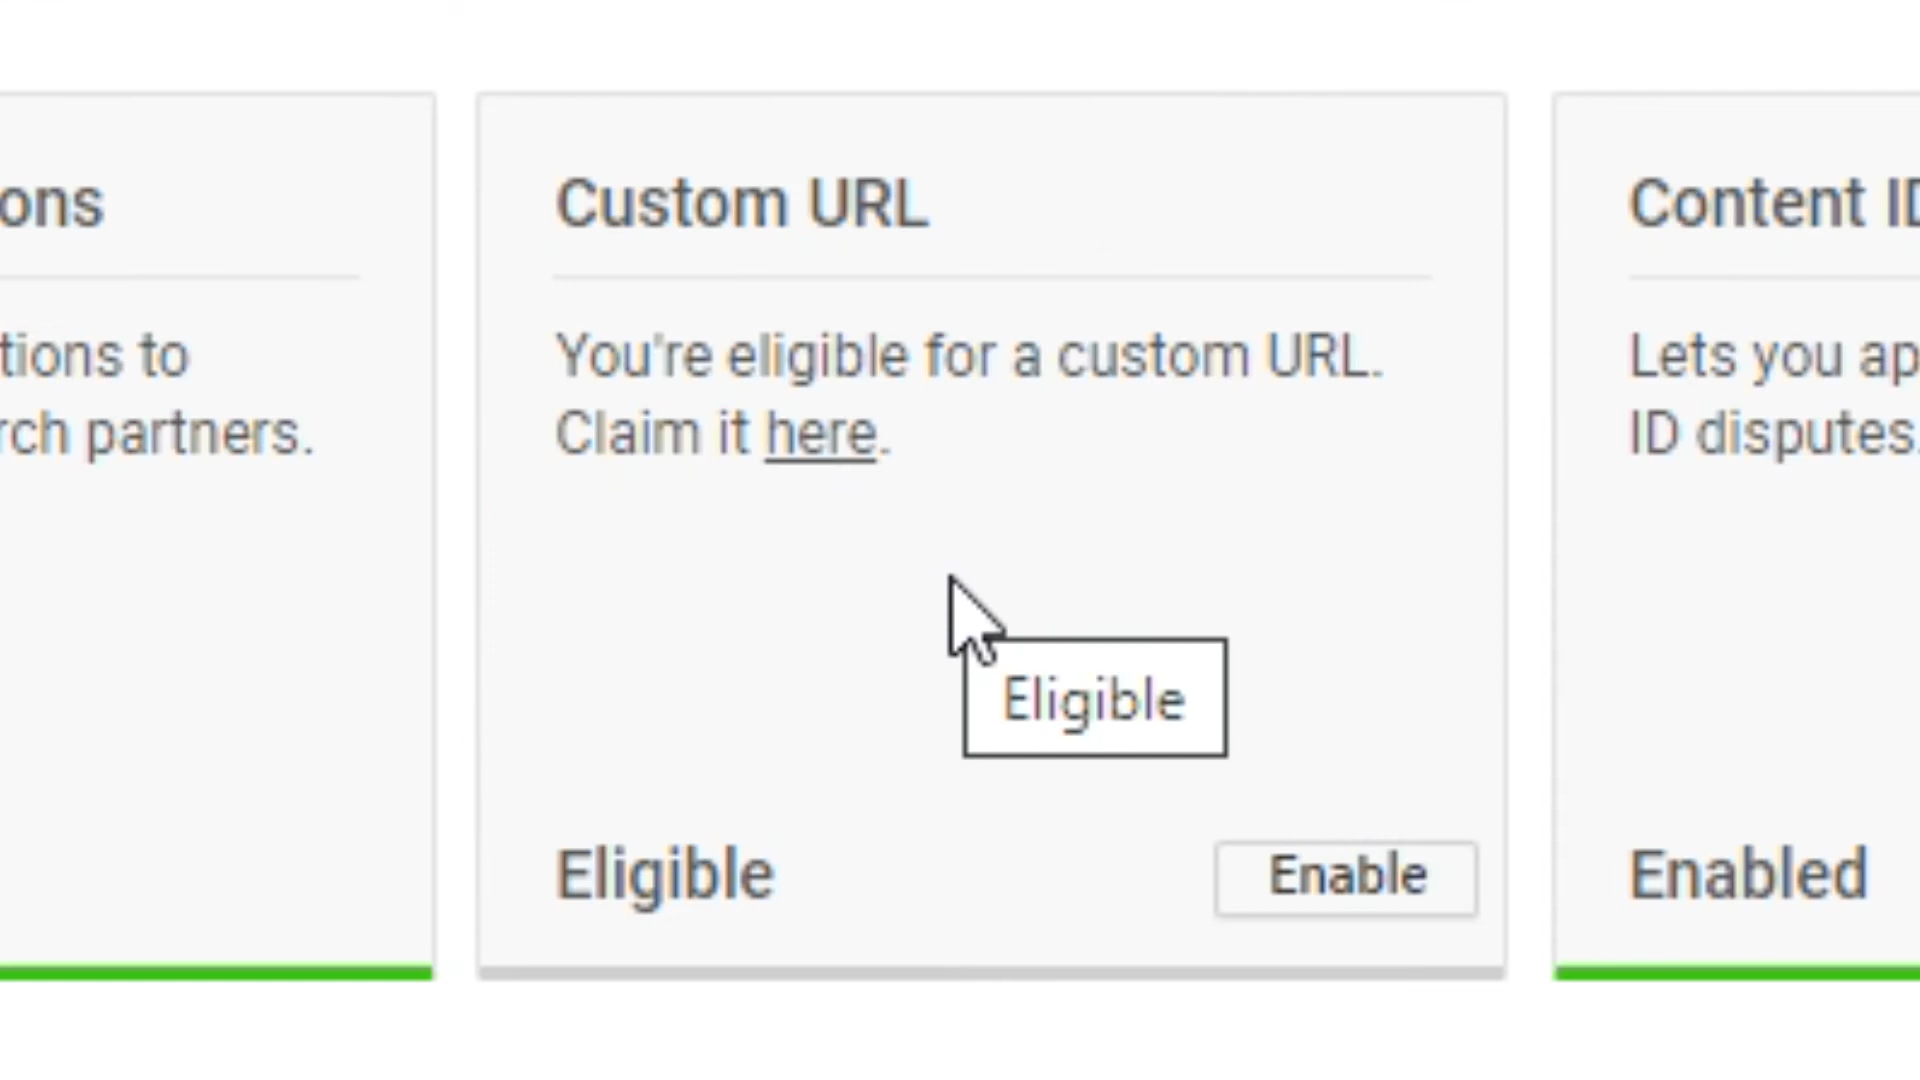 ons
tions to
rch partners.
Custom URL
You're eligible for a custom URL.
Claim it here.
Eligible
Eligible
Enable
Content ID
Lets you ap
ID disputes.
Enabled